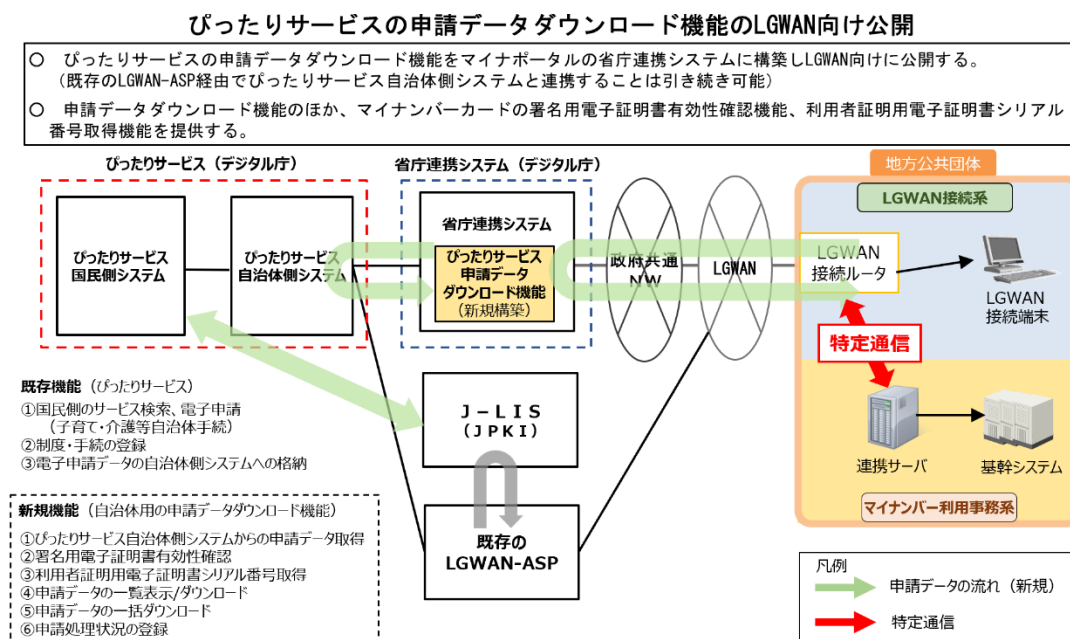 ぴったりサービスの申請データダウンロード機能のLGWAN向け公開
○　ぴったりサービスの申請データダウンロード機能をマイナポータルの省庁連携システムに構築しLGWAN向けに公開する。
（既存のLGWAN-ASP経由でぴったりサービス自治体側システムと連携することは引き続き可能）
○　申請データダウンロード機能のほか、マイナンバーカードの署名用電子証明書有効性確認機能、利用者証明用電子証明書シリアル
番号取得機能を提供する。
ぴったりサービス（デジタル庁）
ぴったりサービス
国民側システム
ぴったりサービス
自治体側システム
省庁連携システム（デジタル庁）
省庁連携システム
ぴったりサービス
申請データ
ダウンロード機能
（新規構築）
政府共通
NW
LGWAN
地方公共団体
LGWAN接続系
LGWAN
接続ルータ
LGWAN
接続端末
特定通信
連携サーバ
基幹システム
マイナンバー利用事務系
既存機能（ぴったりサービス）
①国民側のサービス検索、電子申請
（子育て・介護等自治体手続）
②制度・手続の登録
③電子申請データの自治体側システムへの格納
J－LIS
（JPKI）
既存の
LGWAN-ASP
新規機能（自治体用の申請データダウンロード機能）
①ぴったりサービス自治体側システムからの申請データ取得
②署名用電子証明書有効性確認
③利用者証明用電子証明書シリアル番号取得
④申請データの一覧表示/ダウンロード
⑤申請データの一括ダウンロード
⑥申請処理状況の登録
凡例
申請データの流れ（新規）
特定通信